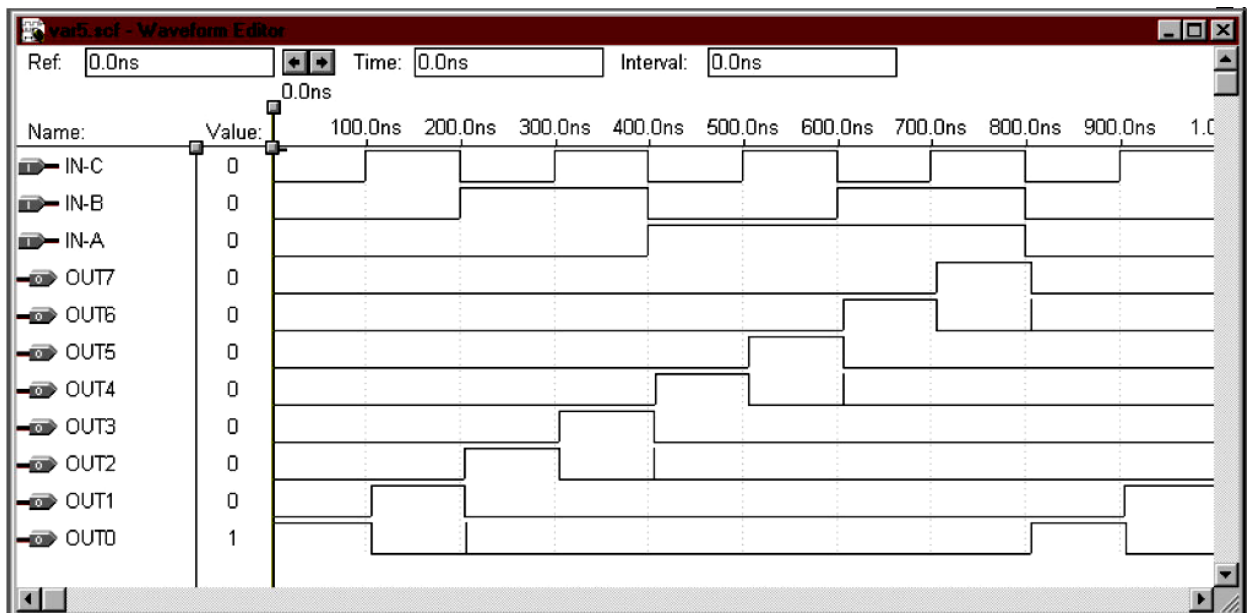 var5.scf - Waveform Editor
Ref: 0.0ns Time: 0.0ns Interval: 0.0ns
0.0ns
Name: Value: 100.0ns 200.0ns 300.0ns 400.0ns 500.0ns 600.0ns 700.0ns 800.0ns 900.0ns 1.0
IN-C 0
IN-B 0
IN-A 0
OUT7 0
OUT6 0
OUT5 0
OUT4 0
OUT3 0
OUT2 0
OUT1 0
OUT0 1